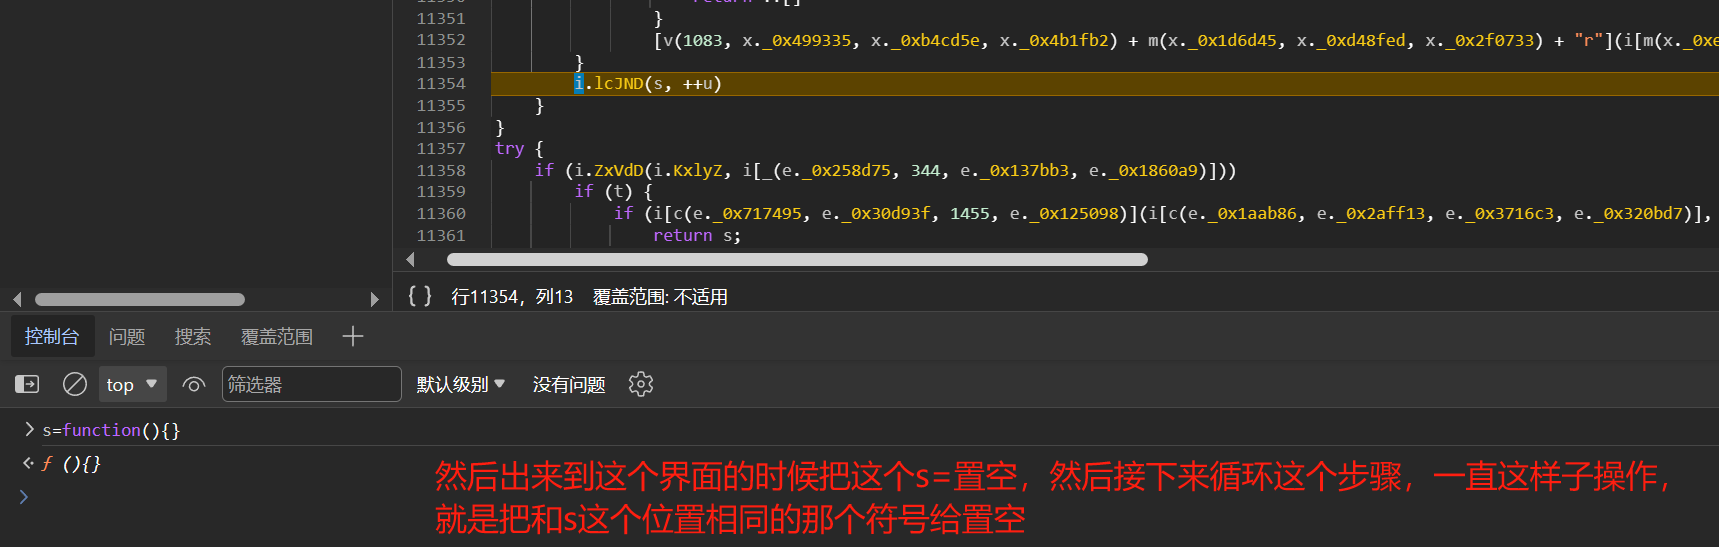 11351 }
11352 [v(1083, x._0x499335, x._0xb4cd5e, x._0x4b1fb2) + m(x._0x1d6d45, x._0xd48fed, x._0x2f0733) + "r"](i[m(x._0xe
11353 }
11354 i.lcJND(s, ++u)
11355 }
11356 }
11357 try {
11358 if (i.ZxVdD(i.KxlyZ, i[_(e._0x258d75, 344, e._0x137bb3, e._0x1860a9)]))
11359 if (t) {
11360 if (i[c(e._0x717495, e._0x30d93f, 1455, e._0x125098)](i[c(e._0x1aab86, e._0x2aff13, e._0x3716c3, e._0x320bd7)],
11361 return s;
{ } 行11354，列13 覆盖范围: 不适用
控制台 问题 搜索 覆盖范围
top 筛选器 默认级别 没有问题
s=function(){}
ƒ (){}
然后出来到这个界面的时候把这个s=置空，然后接下来循环这个步骤，一直这样子操作，
就是把和s这个位置相同的那个符号给置空